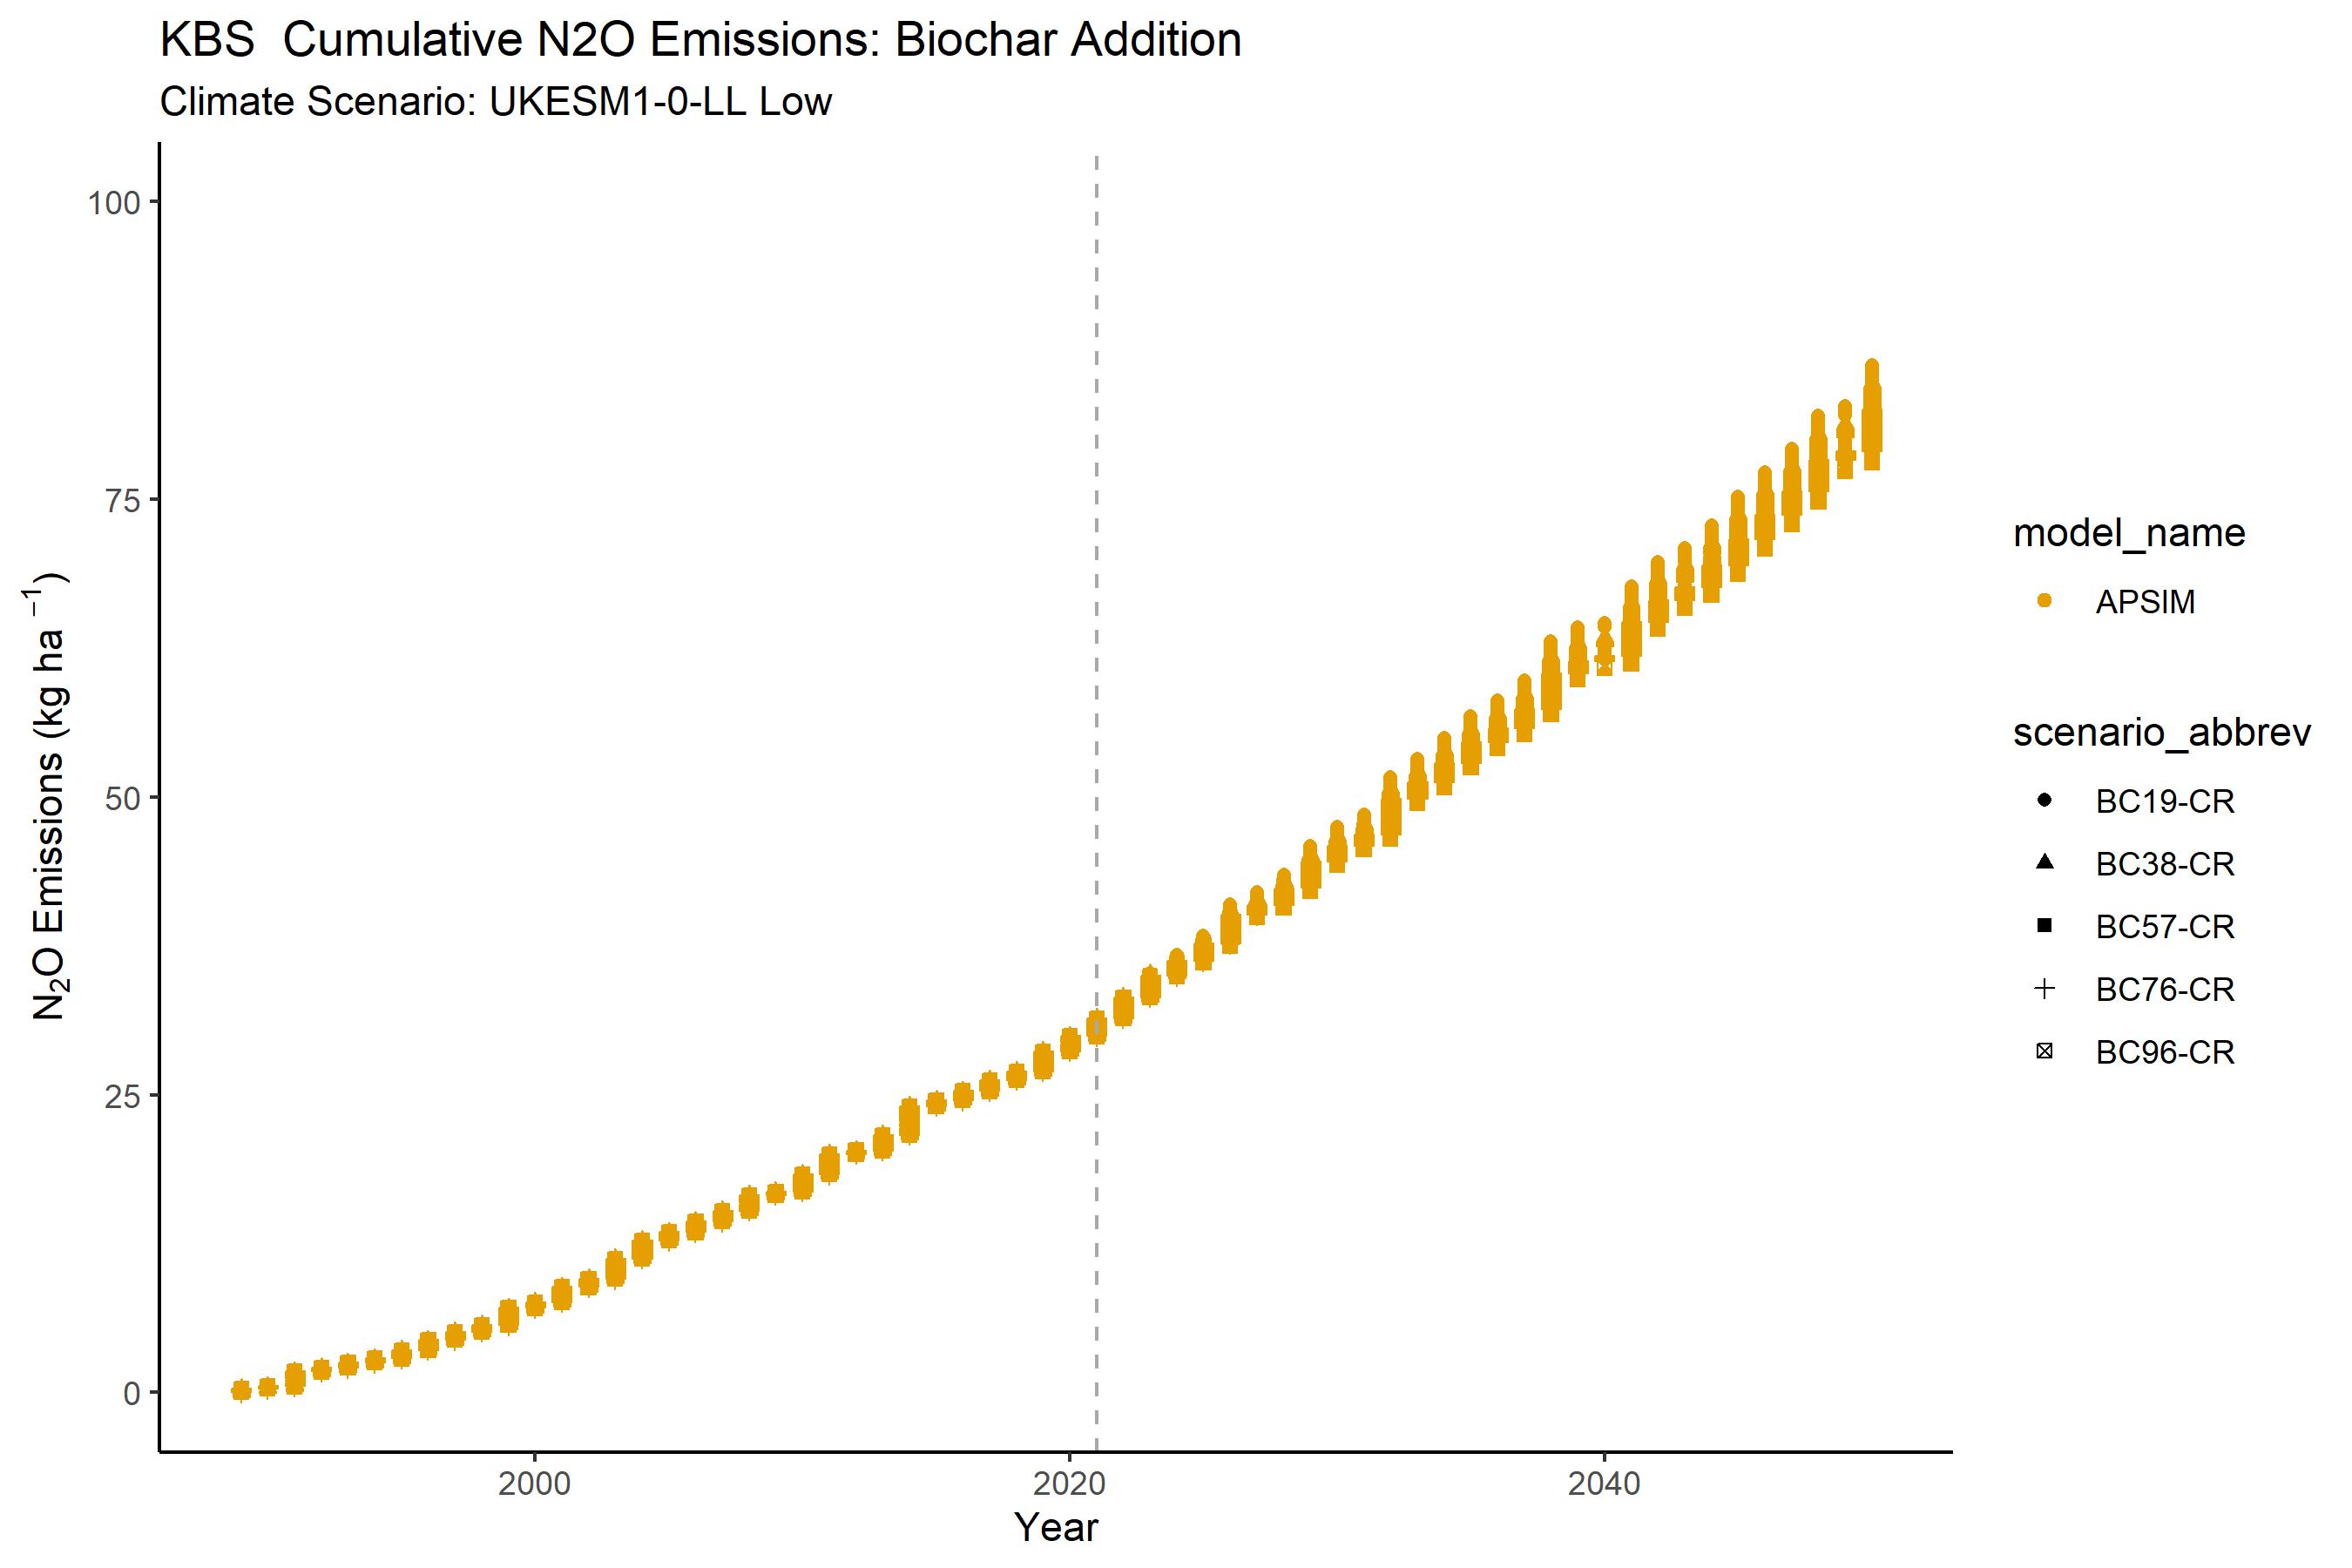 KBS  Cumulative N2O Emissions: Biochar Addition
Climate Scenario: UKESM1-0-LL Low
100
75
50
25
0
N₂O Emissions (kg ha ⁻¹)
2000
2020
2040
Year
model_name
APSIM
scenario_abbrev
BC19-CR
BC38-CR
BC57-CR
BC76-CR
BC96-CR